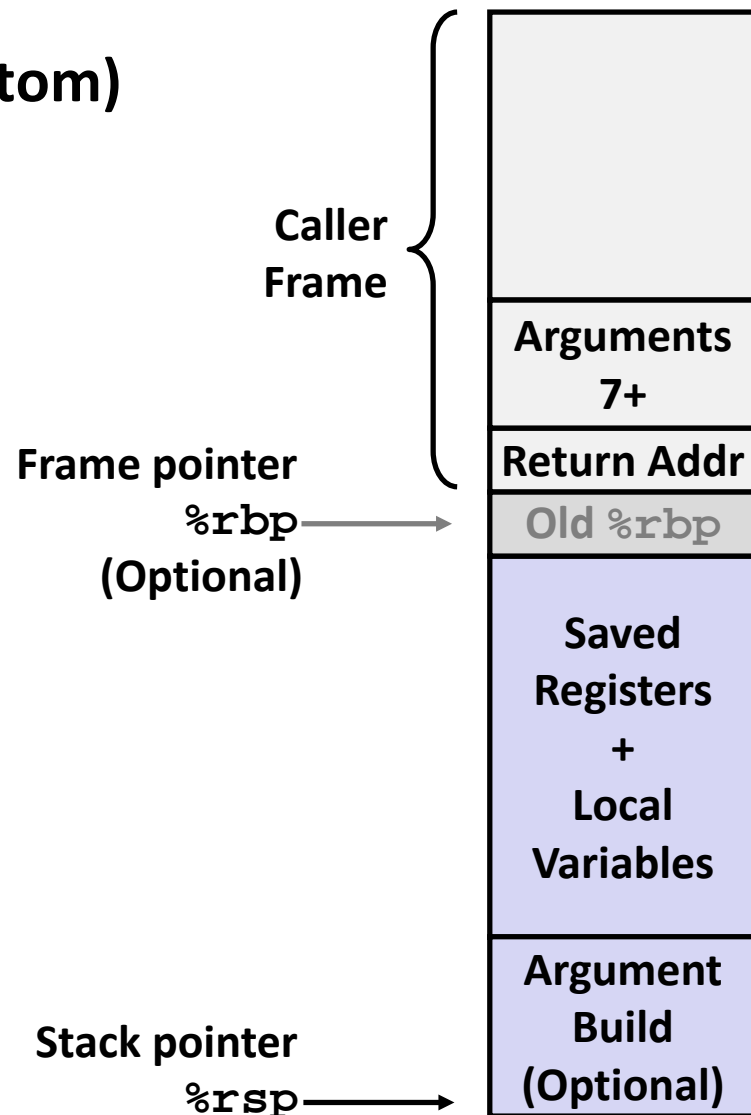 tom)
Caller
Frame
Arguments
7+
Return Addr
Frame pointer
%rbp
(Optional)
Old %rbp
Saved
Registers
+
Local
Variables
Argument
Build
(Optional)
Stack pointer
%rsp